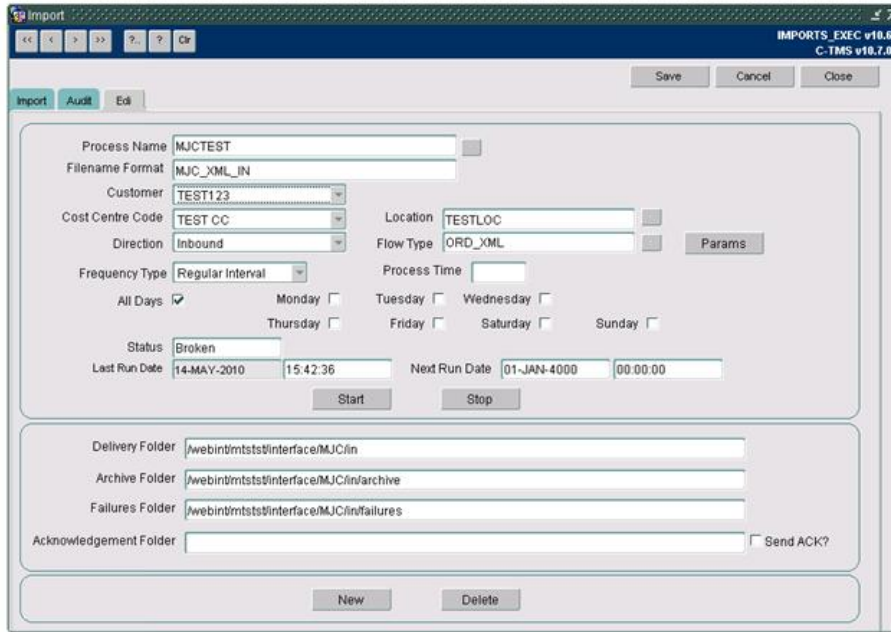 Import
<< < > >> ?.. ? Clr IMPORTS_EXEC v10.6
C-TMS v10.7.0
Save Cancel Close
Import Audit Edi
Process Name MJCTEST
Filename Format MJC_XML_IN
Customer TEST123
Cost Centre Code TEST CC Location TESTLOC
Direction Inbound Flow Type ORD_XML Params
Frequency Type Regular Interval Process Time
All Days Monday Tuesday Wednesday
Thursday Friday Saturday Sunday
Status Broken
Last Run Date 14-MAY-2010 15:42:36 Next Run Date 01-JAN-4000 00:00:00
Start Stop
Delivery Folder /webint/mtstst/interface/MJC/in
Archive Folder /webint/mtstst/interface/MJC/in/archive
Failures Folder /webint/mtstst/interface/MJC/in/failures
Acknowledgement Folder Send ACK?
New Delete